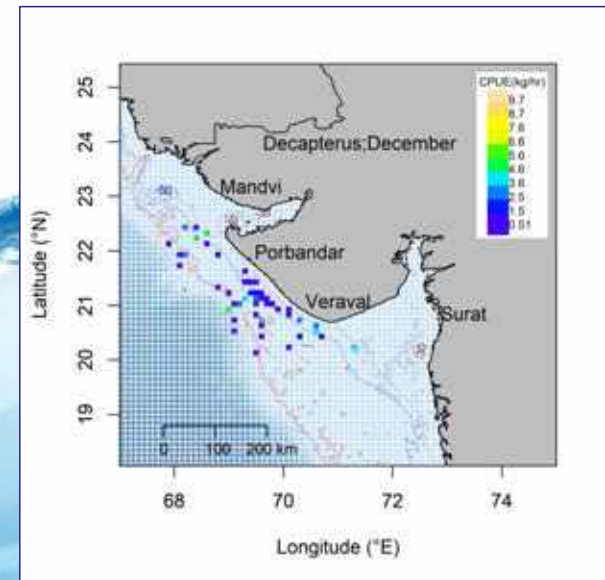 CPUE(kg/hr)
9.7
8.7
7.6
6.6
5.6
4.6
3.6
2.5
1.5
0.51
Decapterus;December
Mandvi
Porbandar
Veraval
Surat
25
24
23
22
21
20
19
Latitude (°N)
0 100 200 km
68 70 72 74
Longitude (°E)